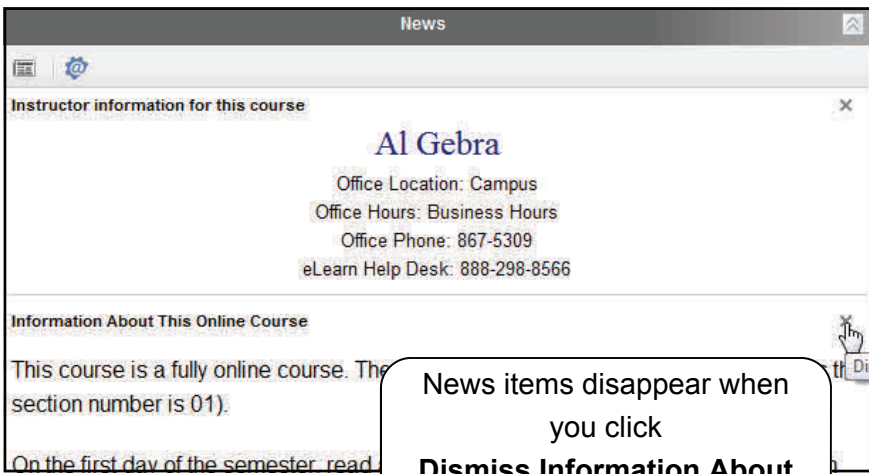 News
Instructor information for this course
Al Gebra
Office Location: Campus
Office Hours: Business Hours
Office Phone: 867-5309
eLearn Help Desk: 888-298-8566
Information About This Online Course
This course is a fully online course.
section number is 01).
On the first day of the semester, read
News items disappear when
you click
Dismiss Information About